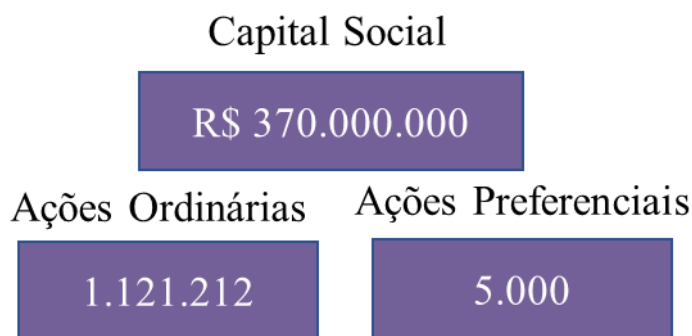 Capital Social
R$ 370.000.000
Ações Ordinárias
Ações Preferenciais
1.121.212
5.000